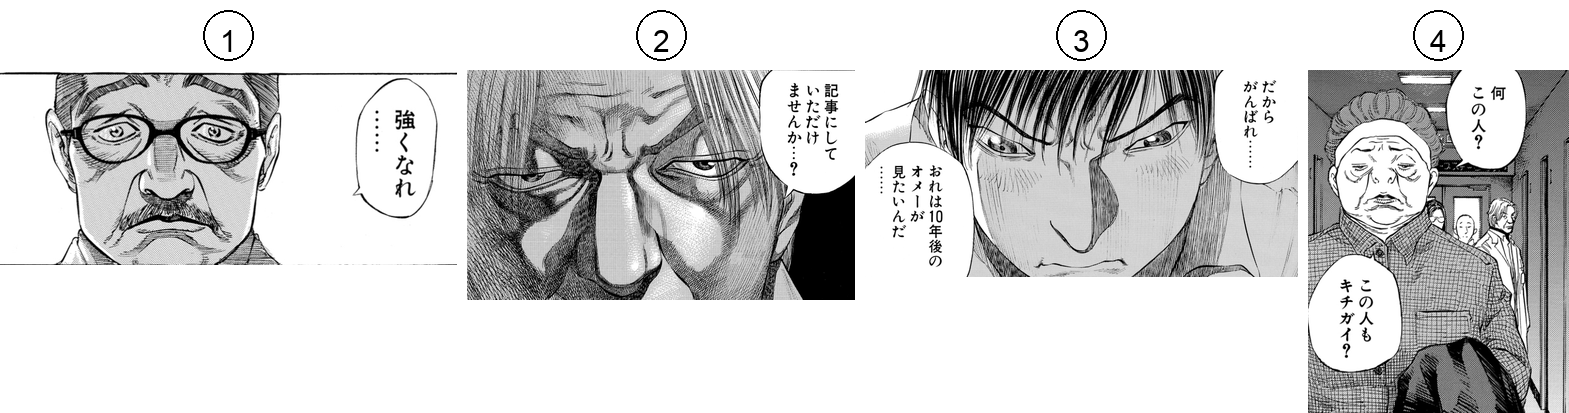 1
強くなれ
……
2
記事にして
いただけ
ませんか…?
3
だから
がんばれ……
おれは10年後の
オメーが
見たいんだ
……
4
何
この人?
この人も
キチガイ?